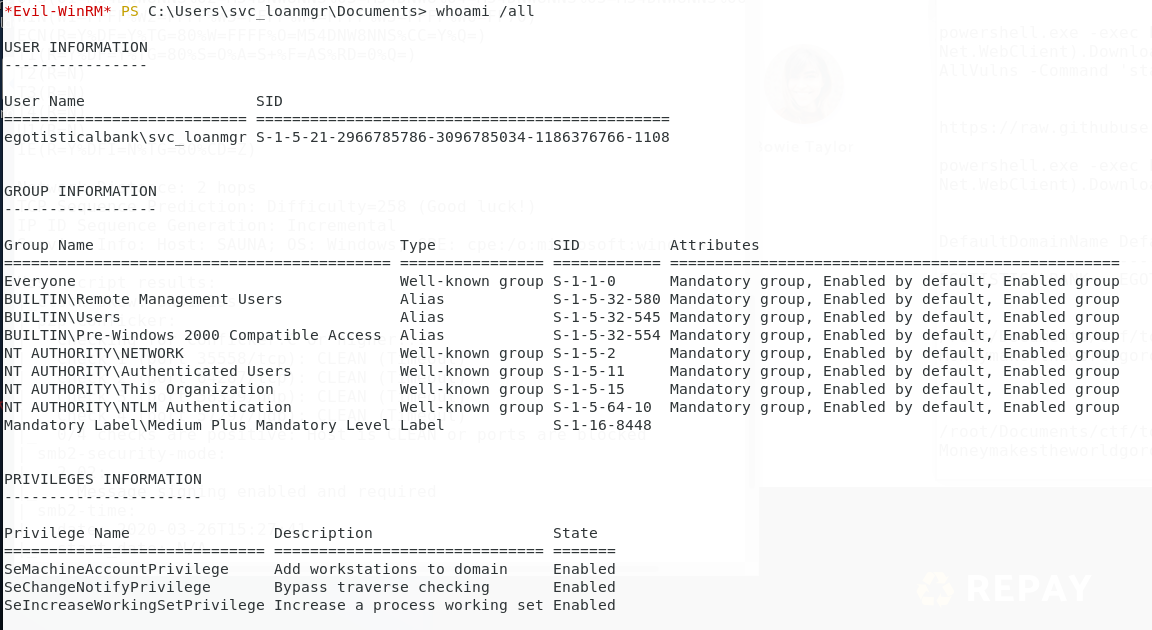 *Evil-WinRM* PS C:\Users\svc_loanmgr\Documents> whoami /all
USER INFORMATION
----------------
User Name                   SID
=========================== ==============================================
egotisticalbank\svc_loanmgr S-1-5-21-2966785786-3096785034-1186376766-1108
GROUP INFORMATION
-----------------
Group Name                                  Type             SID          Attributes
=========================================== ================ ============ ==================================================
Everyone                                    Well-known group S-1-1-0      Mandatory group, Enabled by default, Enabled group
BUILTIN\Remote Management Users             Alias            S-1-5-32-580 Mandatory group, Enabled by default, Enabled group
BUILTIN\Users                               Alias            S-1-5-32-545 Mandatory group, Enabled by default, Enabled group
BUILTIN\Pre-Windows 2000 Compatible Access  Alias            S-1-5-32-554 Mandatory group, Enabled by default, Enabled group
NT AUTHORITY\NETWORK                        Well-known group S-1-5-2      Mandatory group, Enabled by default, Enabled group
NT AUTHORITY\Authenticated Users            Well-known group S-1-5-11     Mandatory group, Enabled by default, Enabled group
NT AUTHORITY\This Organization              Well-known group S-1-5-15     Mandatory group, Enabled by default, Enabled group
NT AUTHORITY\NTLM Authentication            Well-known group S-1-5-64-10  Mandatory group, Enabled by default, Enabled group
Mandatory Label\Medium Plus Mandatory Level Label            S-1-16-8448
PRIVILEGES INFORMATION
----------------------
Privilege Name                Description                    State
============================= ============================== =======
SeMachineAccountPrivilege     Add workstations to domain     Enabled
SeChangeNotifyPrivilege       Bypass traverse checking       Enabled
SeIncreaseWorkingSetPrivilege Increase a process working set Enabled
REPAY